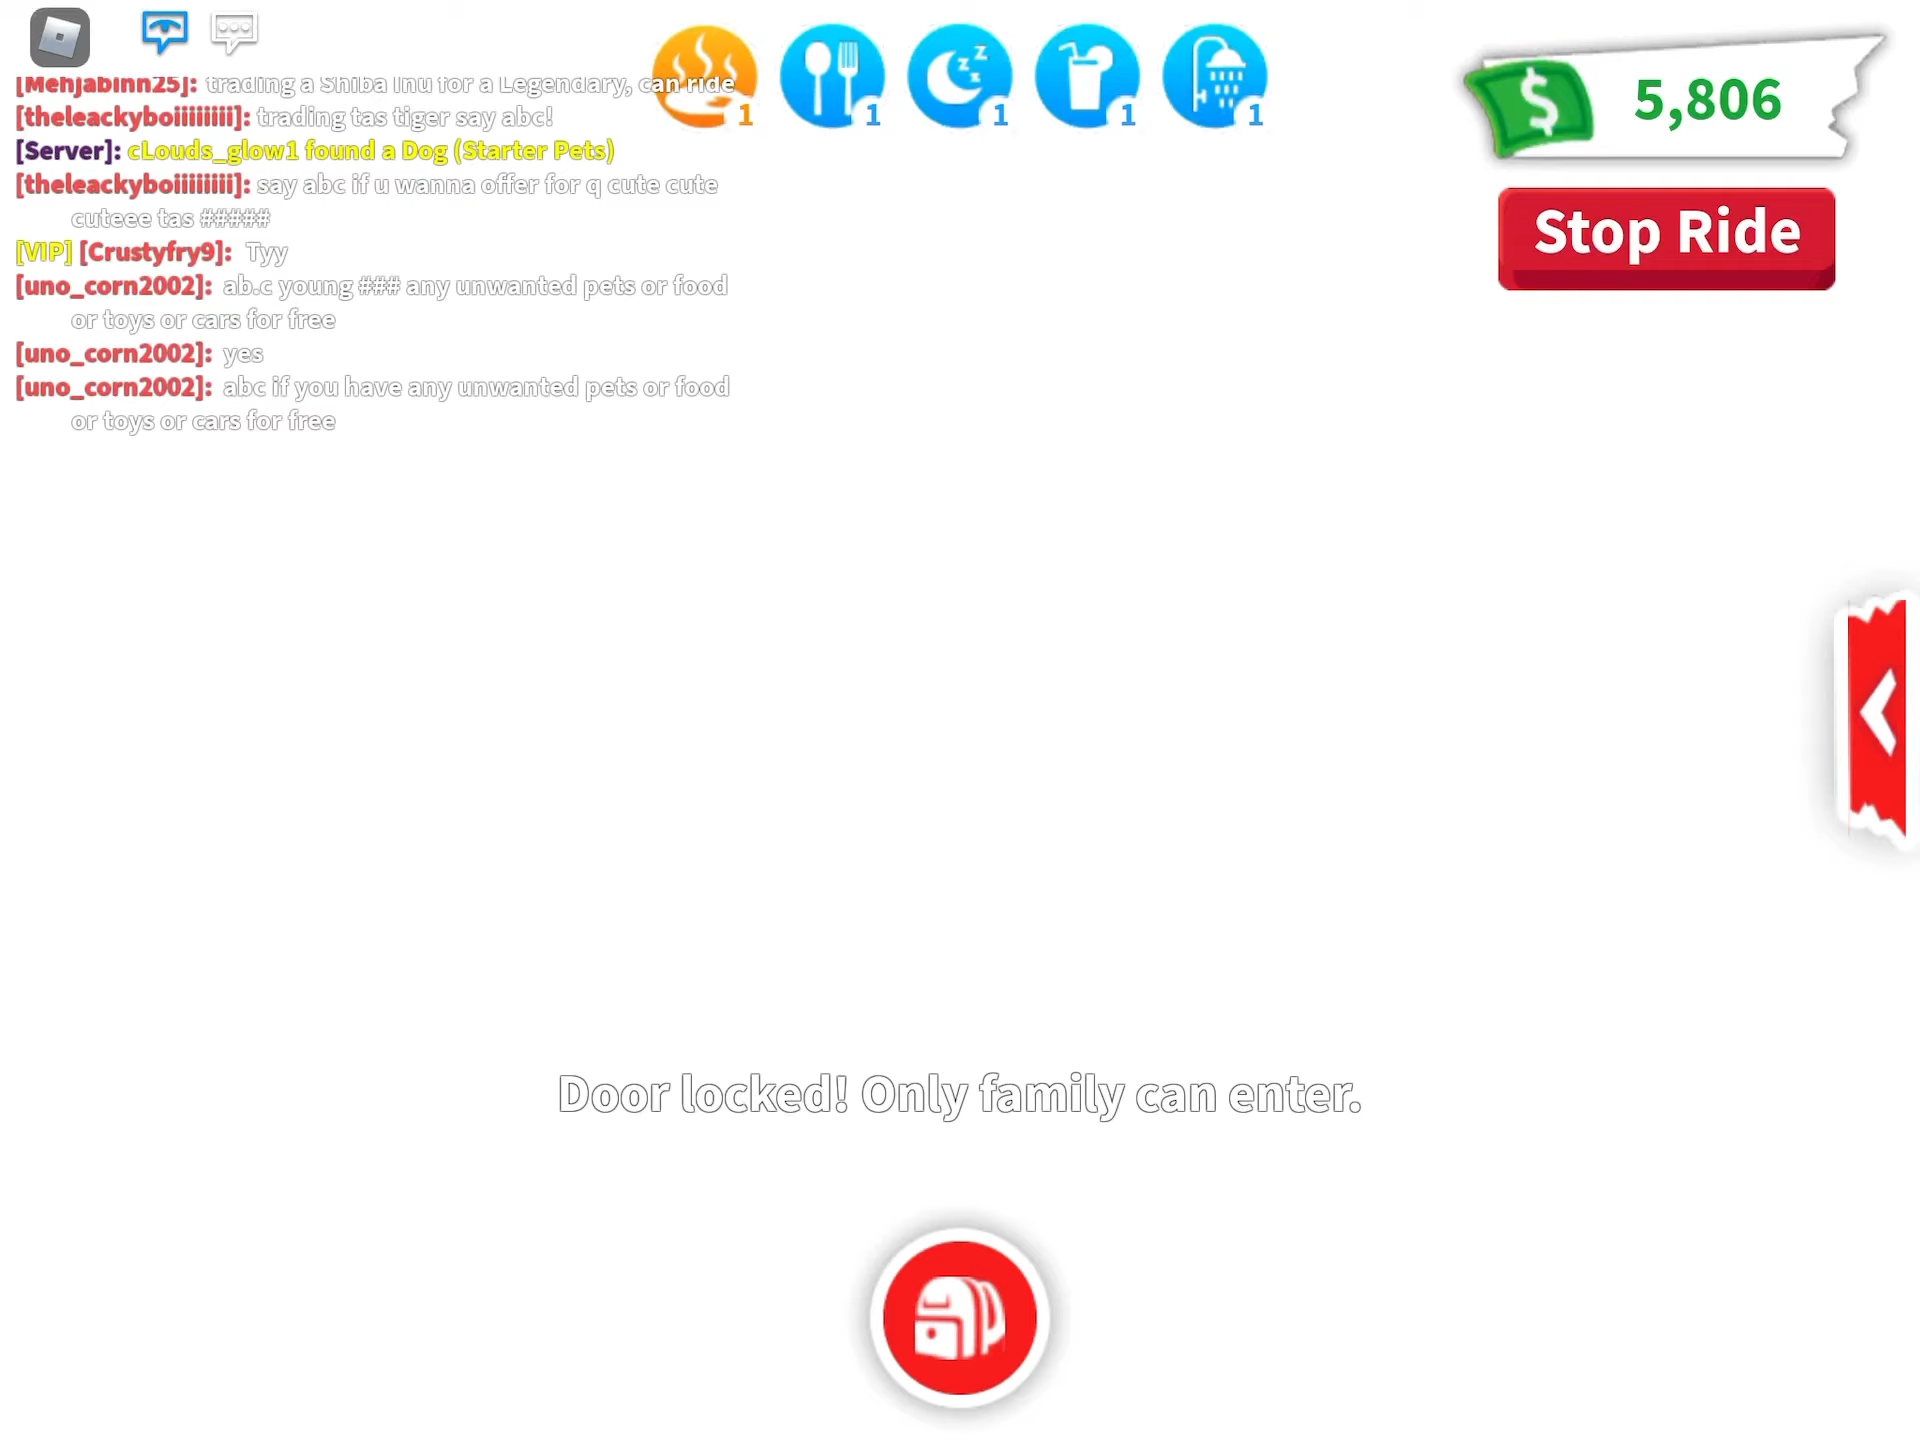 [Mehjabinn25]: trading a Shiba Inu for a Legendary, can ride
[theleackyboiiiiiiiii]: trading tas tiger say abc!
[Server]: cLouds_glow1 found a Dog (Starter Pets)
[theleackyboiiiiiiiii]: say abc if u wanna offer for q cute cute
cuteee tas #####
[VIP] [Crustyfry9]: Tyy
[uno_corn2002]: ab.c young ### any unwanted pets or food
or toys or cars for free
[uno_corn2002]: yes
[uno_corn2002]: abc if you have any unwanted pets or food
or toys or cars for free
1 1 1 1 1
5,806
Stop Ride
Door locked! Only family can enter.